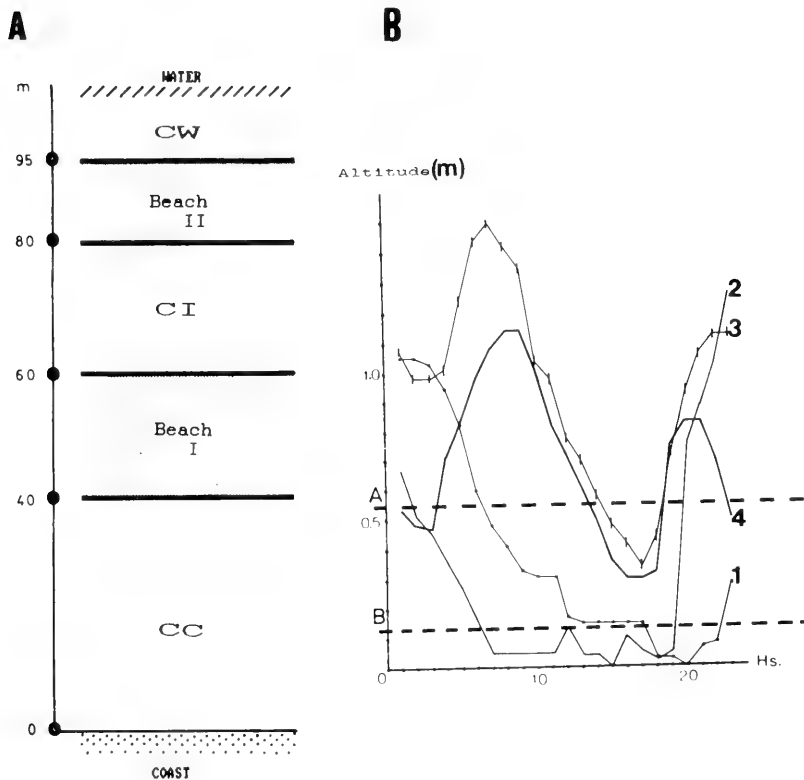 A
WATER
m
CW
95
Beach
II
80
CI
60
Beach
I
40
CC
0
COAST
B
Altitude(m)
2
3
1.0
A
0.5
4
1
B
0
10
20
Hs.